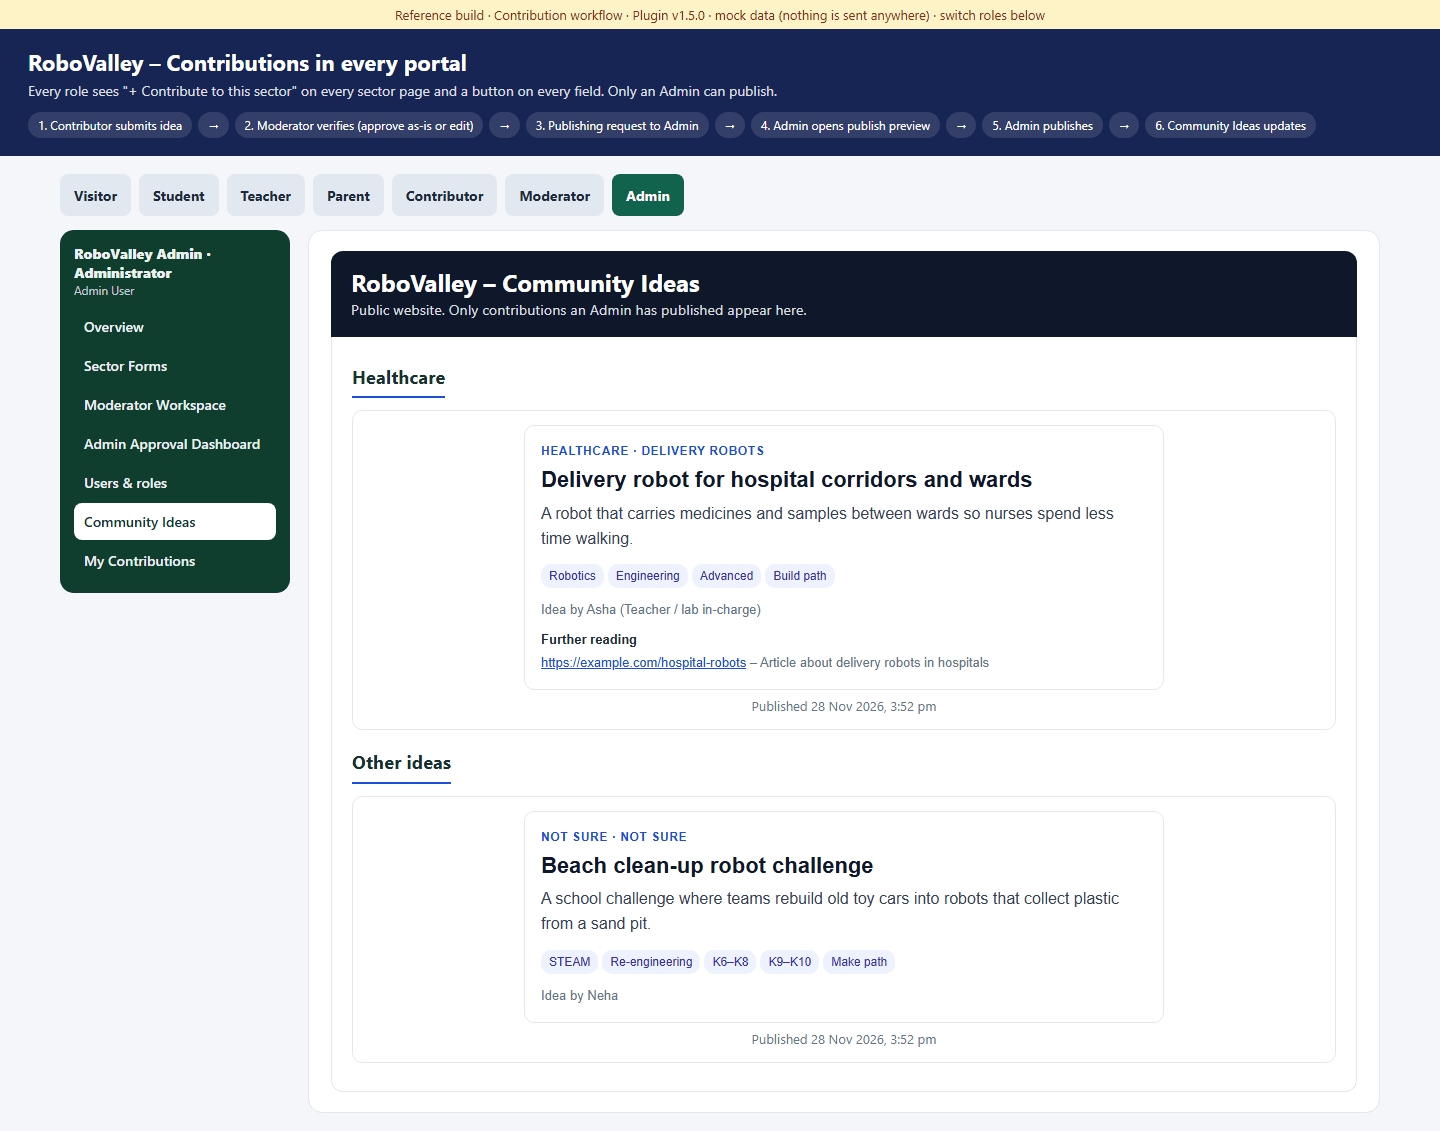 Reference build · Contribution workflow · Plugin v1.5.0 · mock data (nothing is sent anywhere) · switch roles below
RoboValley – Contributions in every portal
Every role sees "+ Contribute to this sector" on every sector page and a button on every field. Only an Admin can publish.
1. Contributor submits idea → 2. Moderator verifies (approve as-is or edit) → 3. Publishing request to Admin → 4. Admin opens publish preview → 5. Admin publishes → 6. Community Ideas updates
Visitor Student Teacher Parent Contributor Moderator Admin
RoboValley Admin ·
Administrator
Admin User
Overview
Sector Forms
Moderator Workspace
Admin Approval Dashboard
Users & roles
Community Ideas
My Contributions
RoboValley – Community Ideas
Public website. Only contributions an Admin has published appear here.
Healthcare
HEALTHCARE · DELIVERY ROBOTS
Delivery robot for hospital corridors and wards
A robot that carries medicines and samples between wards so nurses spend less
time walking.
Robotics Engineering Advanced Build path
Idea by Asha (Teacher / lab in-charge)
Further reading
https://example.com/hospital-robots – Article about delivery robots in hospitals
Published 28 Nov 2026, 3:52 pm
Other ideas
NOT SURE · NOT SURE
Beach clean-up robot challenge
A school challenge where teams rebuild old toy cars into robots that collect plastic
from a sand pit.
STEAM Re-engineering K6–K8 K9–K10 Make path
Idea by Neha
Published 28 Nov 2026, 3:52 pm